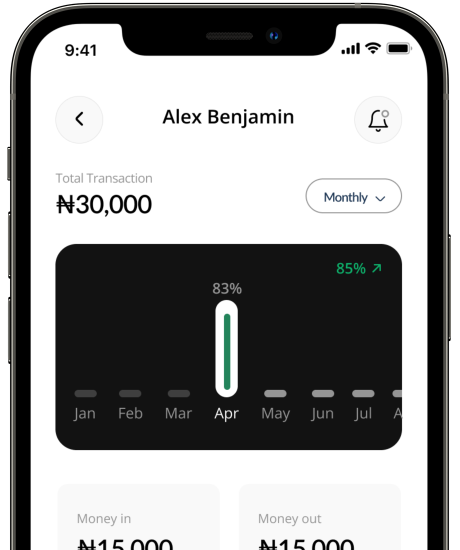 9:41
Alex Benjamin
Total Transaction
₦30,000
Monthly
85%
83%
Jan Feb Mar Apr May Jun Jul
Money in Money out
₦15,000 ₦15,000